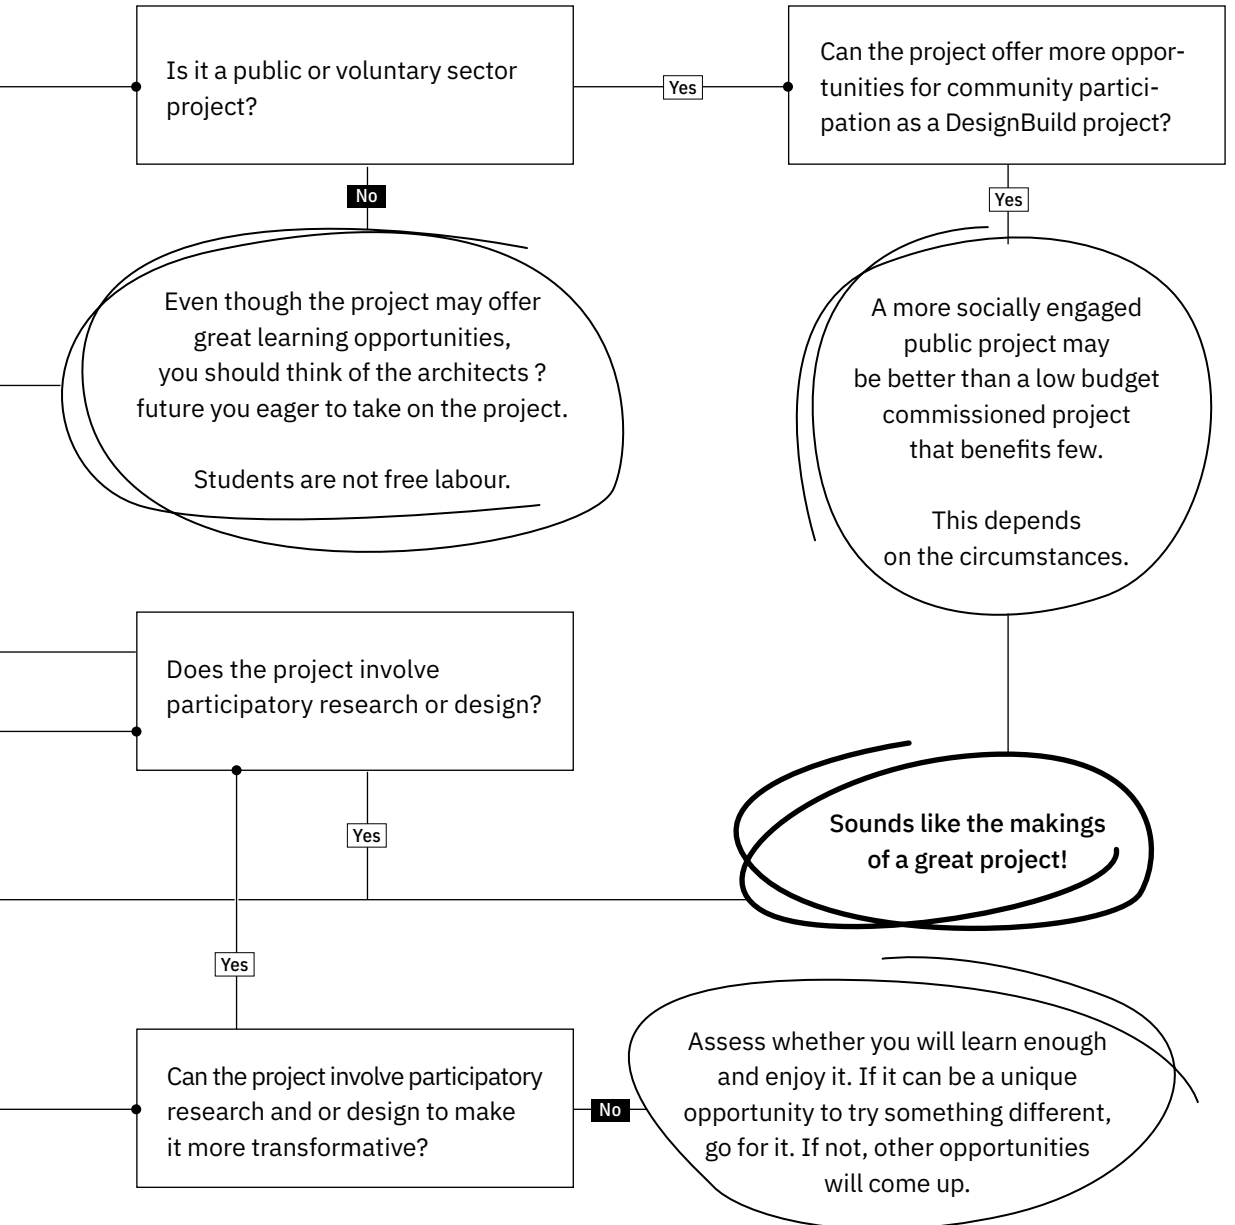 Is it a public or voluntary sector
project?
Yes
Can the project offer more oppor-
tunities for community partici-
pation as a DesignBuild project?
No
Yes
Even though the project may offer
great learning opportunities,
you should think of the architects ?
future you eager to take on the project.
Students are not free labour.
A more socially engaged
public project may
be better than a low budget
commissioned project
that benefits few.
This depends
on the circumstances.
Does the project involve
participatory research or design?
Yes
Sounds like the makings
of a great project!
Yes
Can the project involve participatory
research and or design to make
it more transformative?
No
Assess whether you will learn enough
and enjoy it. If it can be a unique
opportunity to try something different,
go for it. If not, other opportunities
will come up.